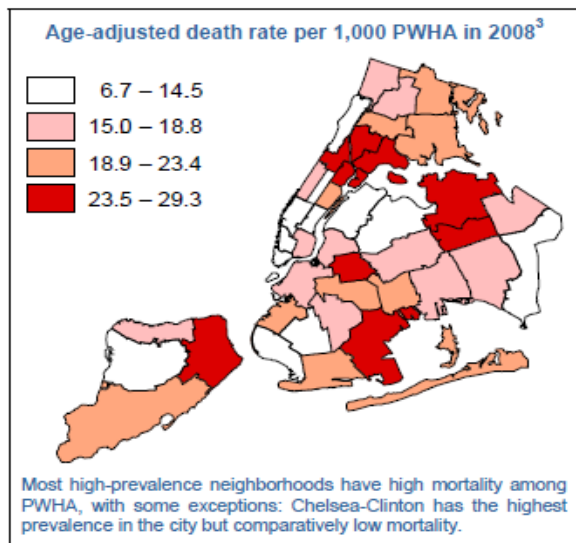 Age-adjusted death rate per 1,000 PWHA in 2008³
6.7 – 14.5
15.0 – 18.8
18.9 – 23.4
23.5 – 29.3
Most high-prevalence neighborhoods have high mortality among
PWHA, with some exceptions: Chelsea-Clinton has the highest
prevalence in the city but comparatively low mortality.